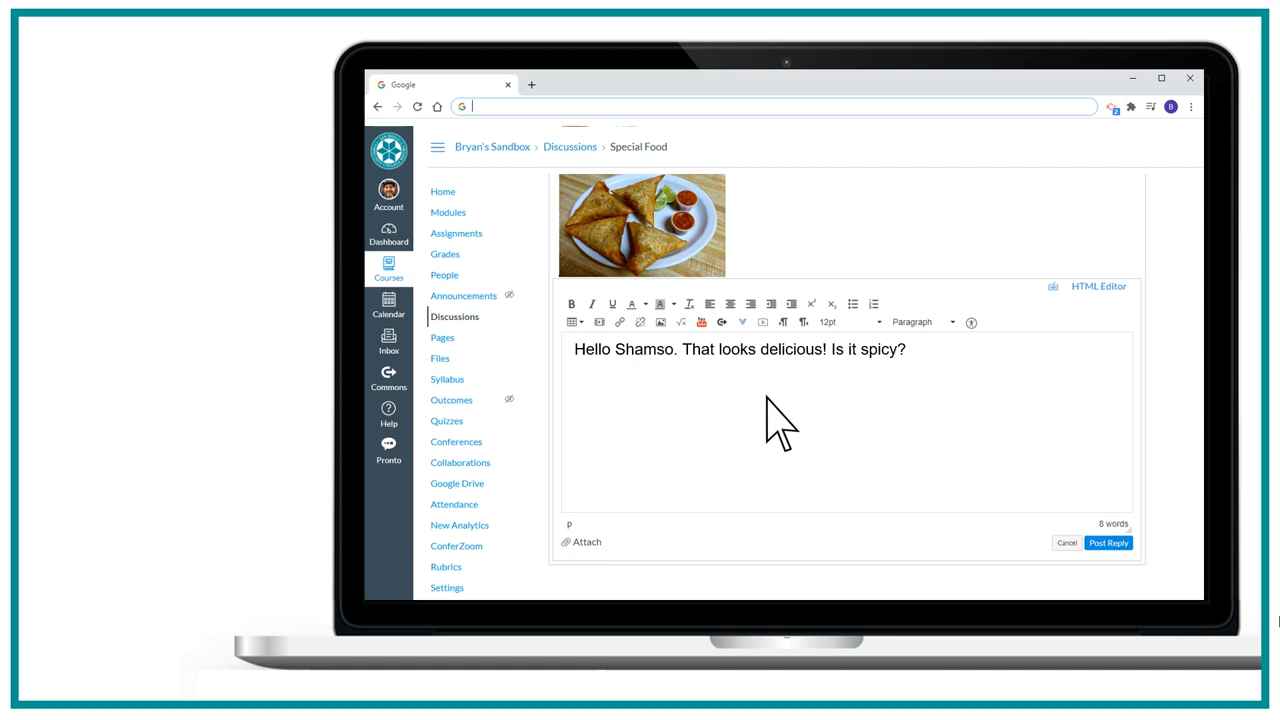 Google
Bryan's Sandbox > Discussions > Special Food
Account
Dashboard
Courses
Calendar
Inbox
Commons
Help
Pronto
Home
Modules
Assignments
Grades
People
Announcements
Discussions
Pages
Files
Syllabus
Outcomes
Quizzes
Conferences
Collaborations
Google Drive
Attendance
New Analytics
ConferZoom
Rubrics
Settings
HTML Editor
12pt Paragraph
Hello Shamso. That looks delicious! Is it spicy?
p 8 words
Attach Cancel Post Reply